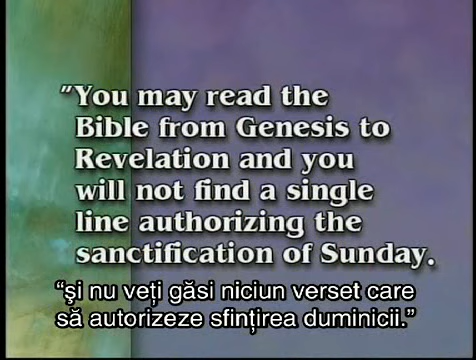 "You may read the
Bible from Genesis to
Revelation and you
will not find a single
line authorizing the
sanctification of Sunday.
“şi nu veţi găsi niciun verset care
să autorizeze sfinţirea duminicii.”